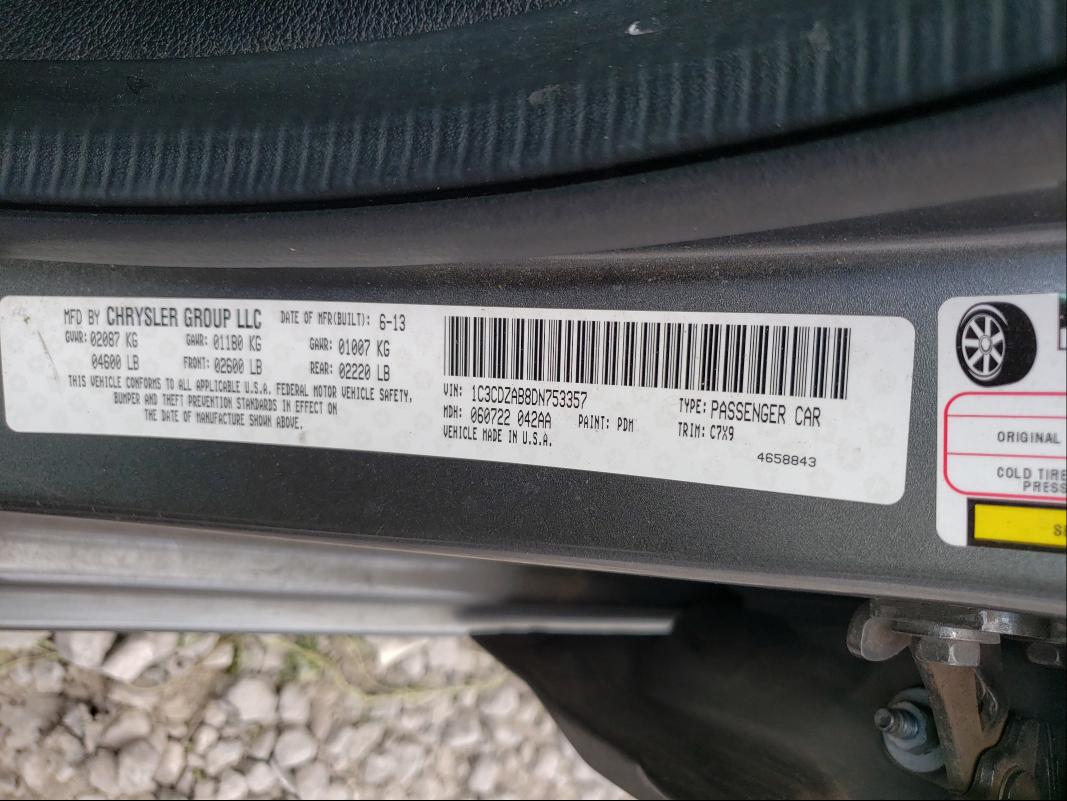 MFD BY CHRYSLER GROUP LLC DATE OF MFR(BUILT): 6-13
GVWR: 02087 KG GAWR: 01180 KG GAWR: 01007 KG
04600 LB FRONT: 02600 LB REAR: 02220 LB
THIS VEHICLE CONFORMS TO ALL APPLICABLE U.S.A. FEDERAL MOTOR VEHICLE SAFETY,
BUMPER AND THEFT PREVENTION STANDARDS IN EFFECT ON
THE DATE OF MANUFACTURE SHOWN ABOVE.
VIN: 1C3CDZAB8DN753357 TYPE: PASSENGER CAR
MDH: 060722 042AA PAINT: PDM TRIM: C7X9
VEHICLE MADE IN U.S.A.
4658843
ORIGINAL
COLD TIRE
PRESS